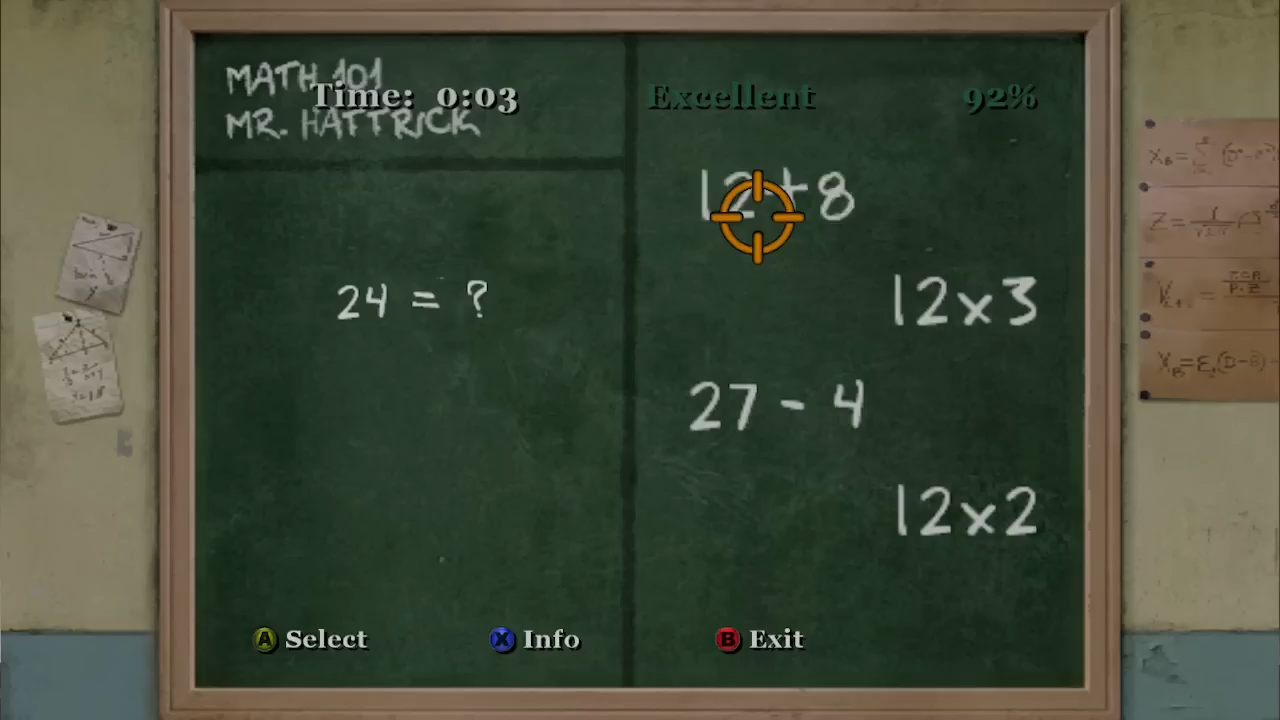 MATH 101
Time: 0:03
Excellent
92%
MR. HATTRICK
12+8
24 = ?
12x3
27 - 4
12x2
A Select
X Info
B Exit